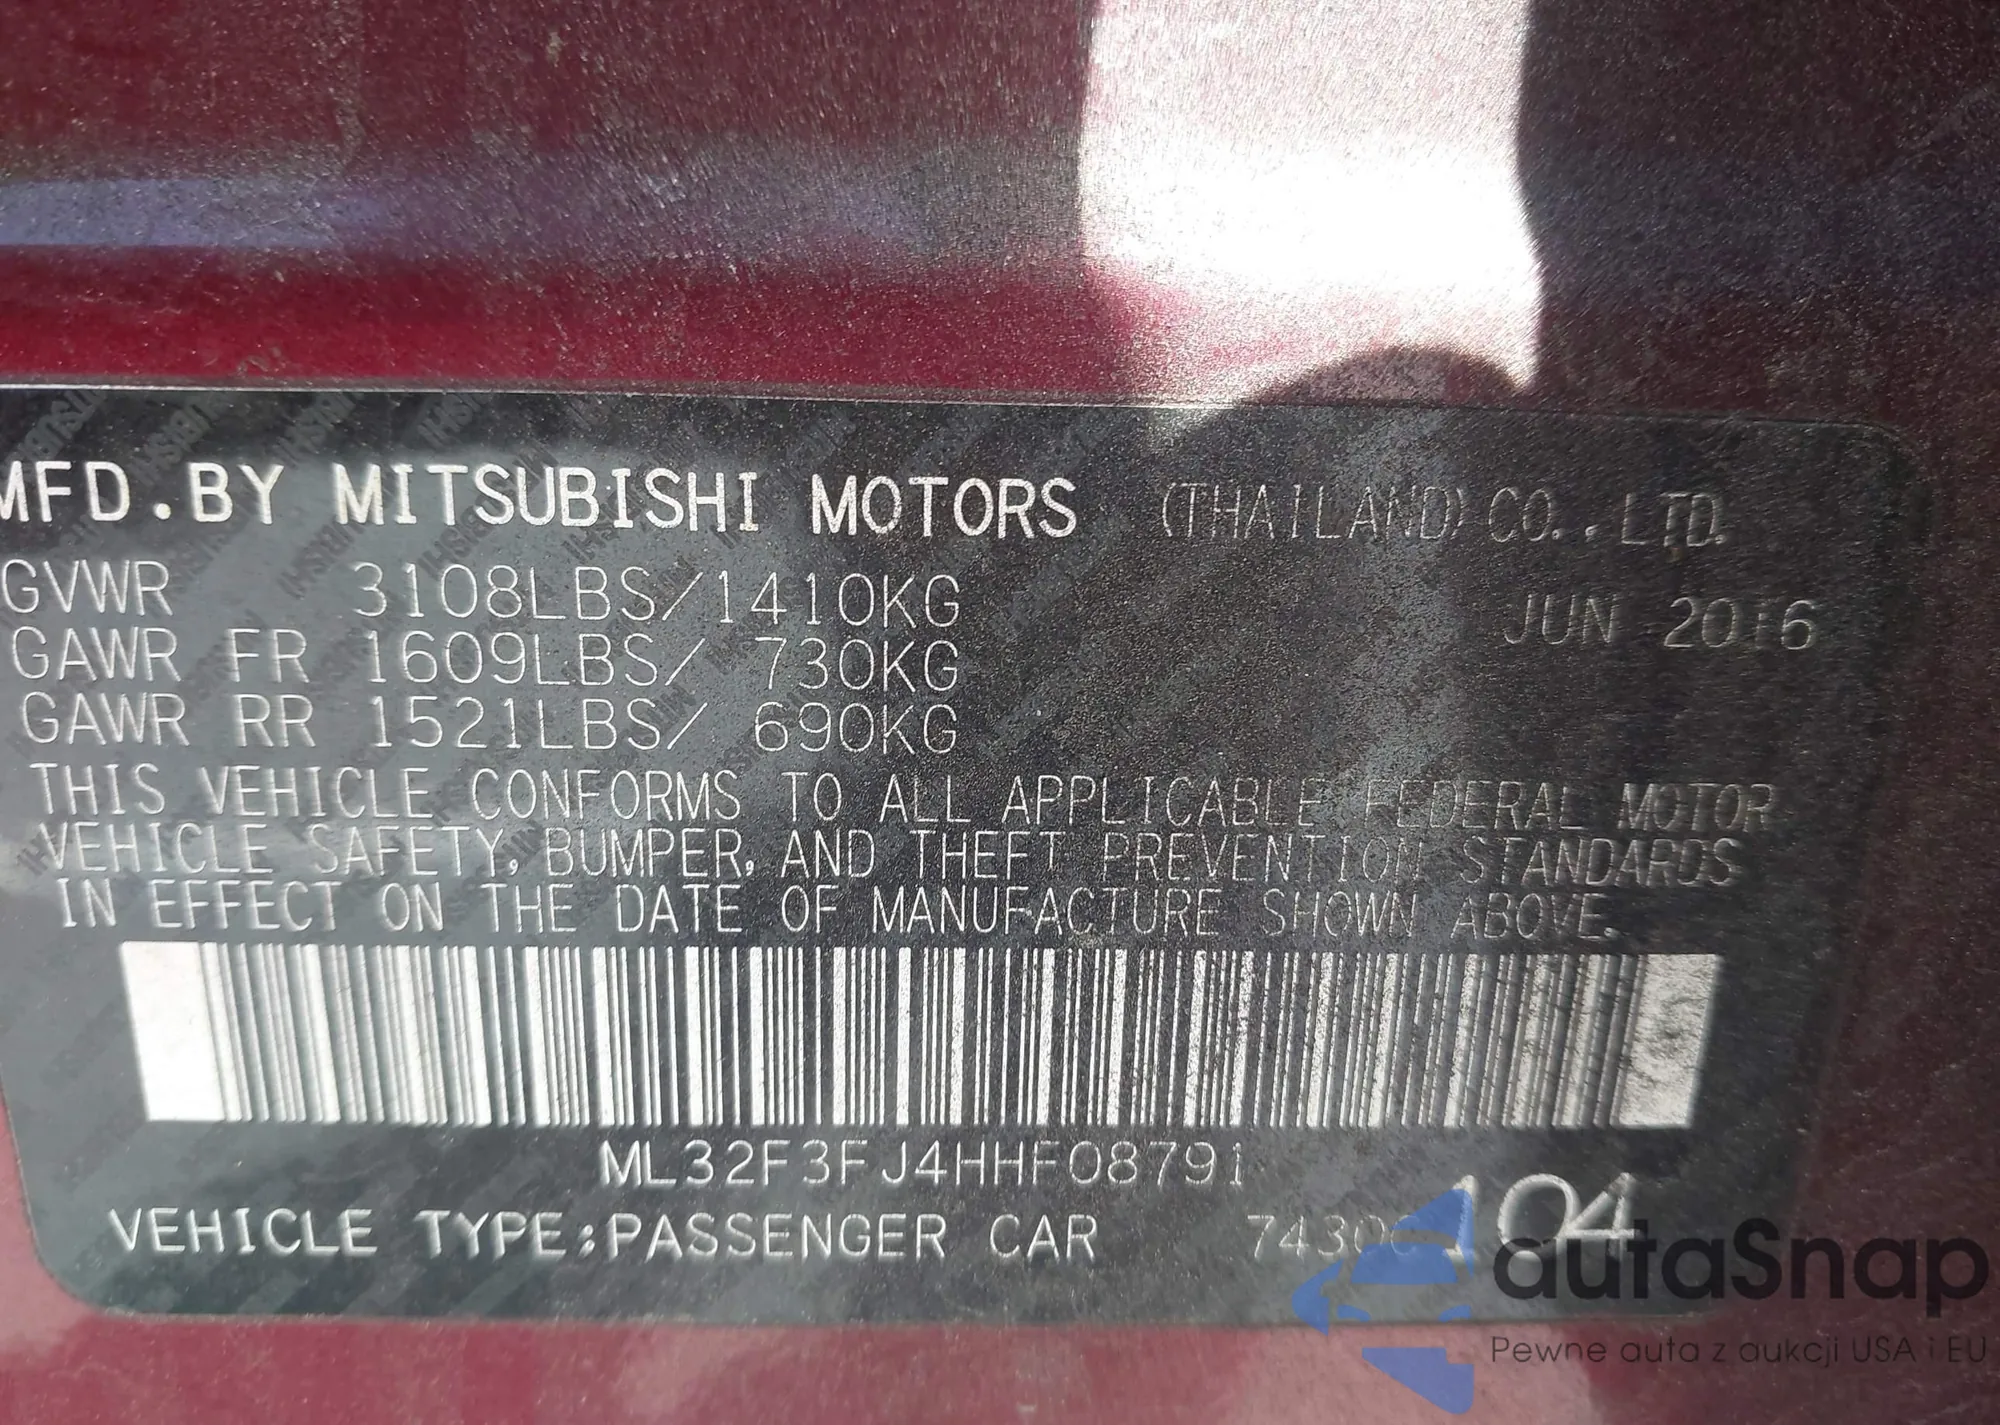 MFD.BY MITSUBISHI MOTORS (THAILAND) CO.,LTD.
GVWR 3108LBS/1410KG JUN 2016
GAWR FR 1609LBS/ 730KG
GAWR RR 1521LBS/ 690KG
THIS VEHICLE CONFORMS TO ALL APPLICABLE FEDERAL MOTOR
VEHICLE SAFETY, BUMPER, AND THEFT PREVENTION STANDARDS
IN EFFECT ON THE DATE OF MANUFACTURE SHOWN ABOVE.
ML32F3FJ4HHF08791
VEHICLE TYPE:PASSENGER CAR 104
autaSnap
Pewne auta z aukcji USA i EU